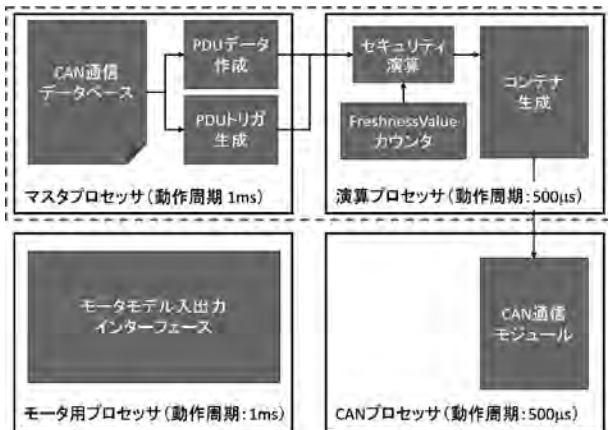 CAN通信
データベース
PDUデータ
作成
PDUトリガ
生成
マスタプロセッサ(動作周期 1ms)
セキュリティ
演算
FreshnessValue
カウンタ
コンテナ
生成
演算プロセッサ(動作周期:500μs)
モータモデル入出力
インターフェース
モータ用プロセッサ(動作周期:1ms)
CAN通信
モジュール
CANプロセッサ(動作周期:500μs)